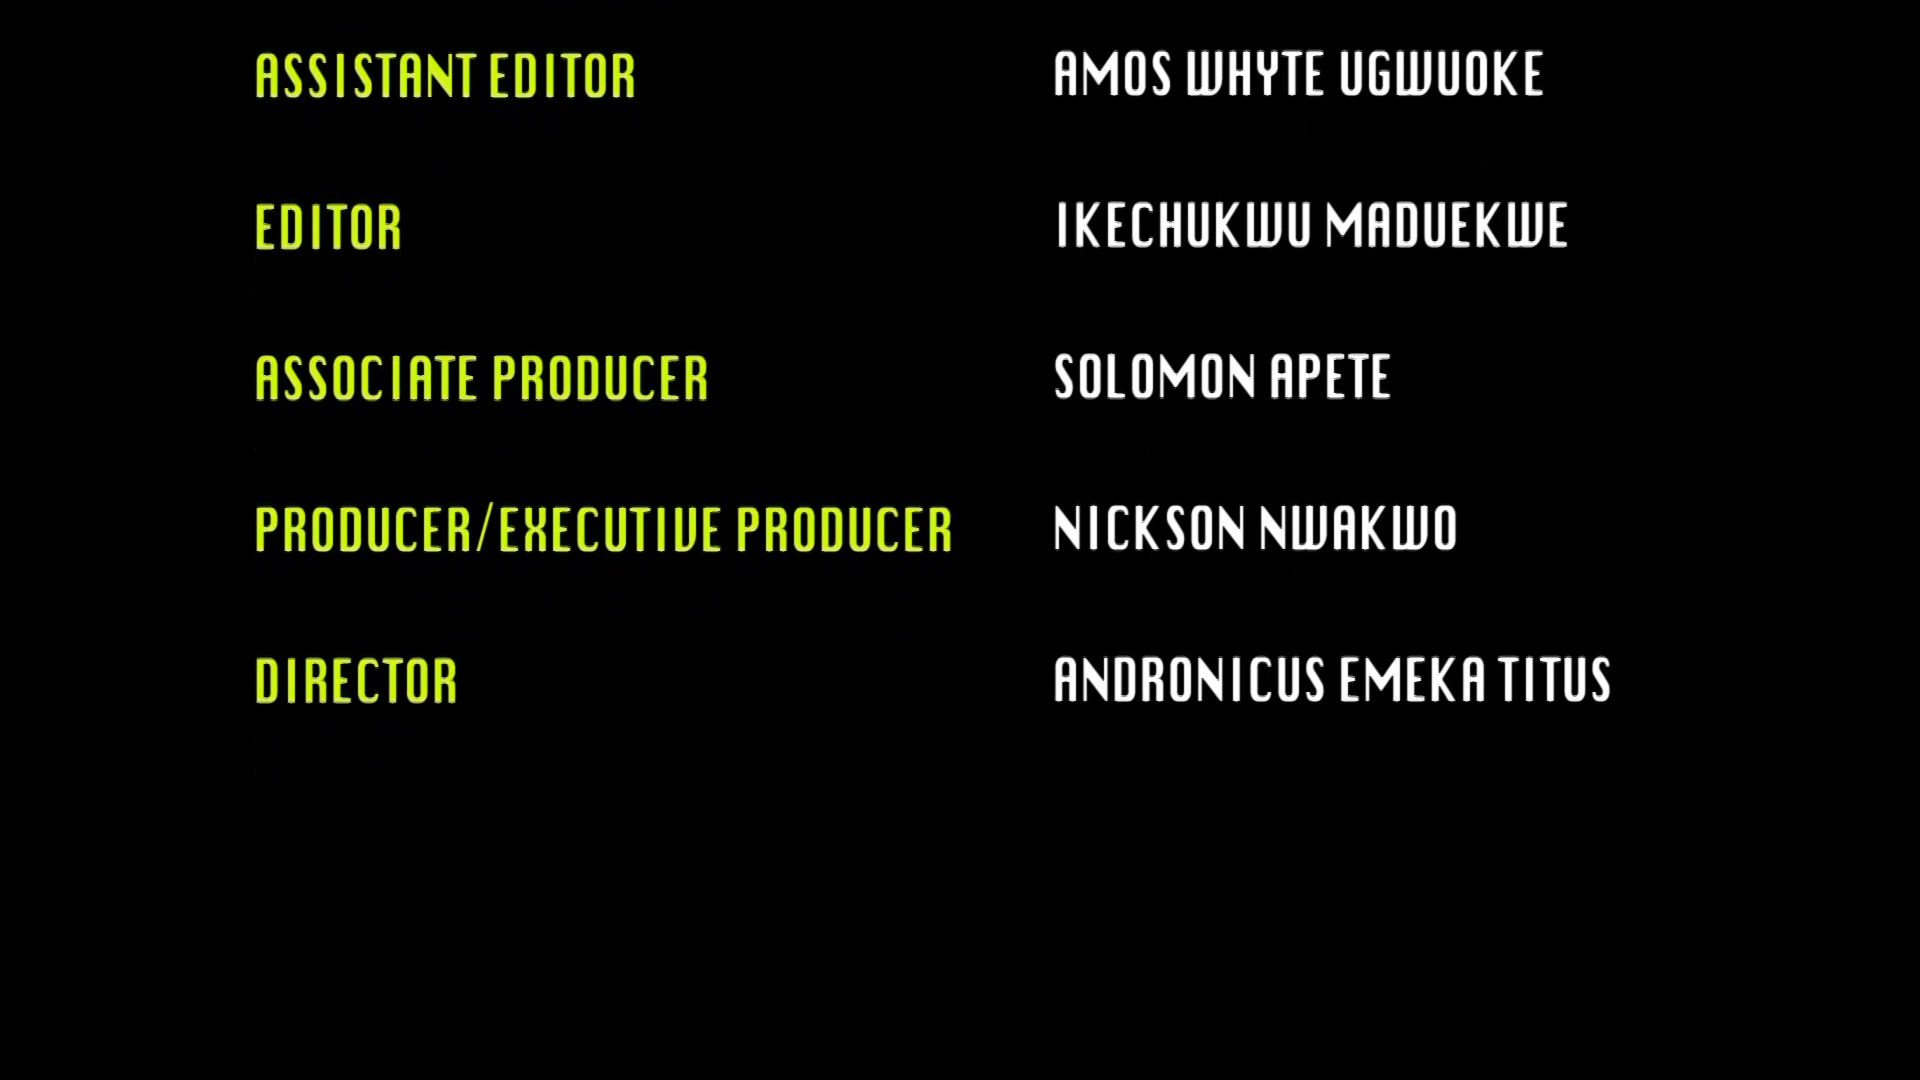 ASSISTANT EDITOR AMOS WHYTE UGWUOKE
EDITOR IKECHUKWU MADUEKWE
ASSOCIATE PRODUCER SOLOMON APETE
PRODUCER/EXECUTIVE PRODUCER NICKSON NWAKWO
DIRECTOR ANDRONICUS EMEKA TITUS